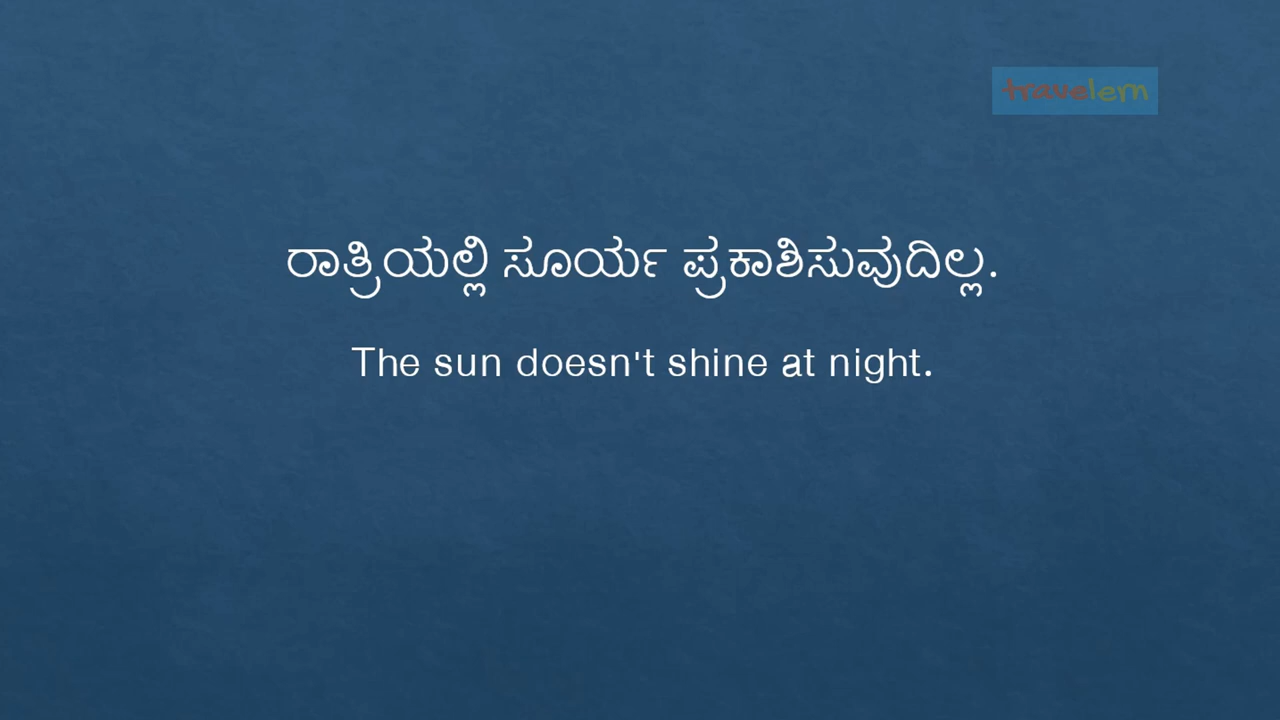 travelem
ರಾತ್ರಿಯಲ್ಲಿ ಸೂರ್ಯ ಪ್ರಕಾಶಿಸುವುದಿಲ್ಲ.
The sun doesn't shine at night.